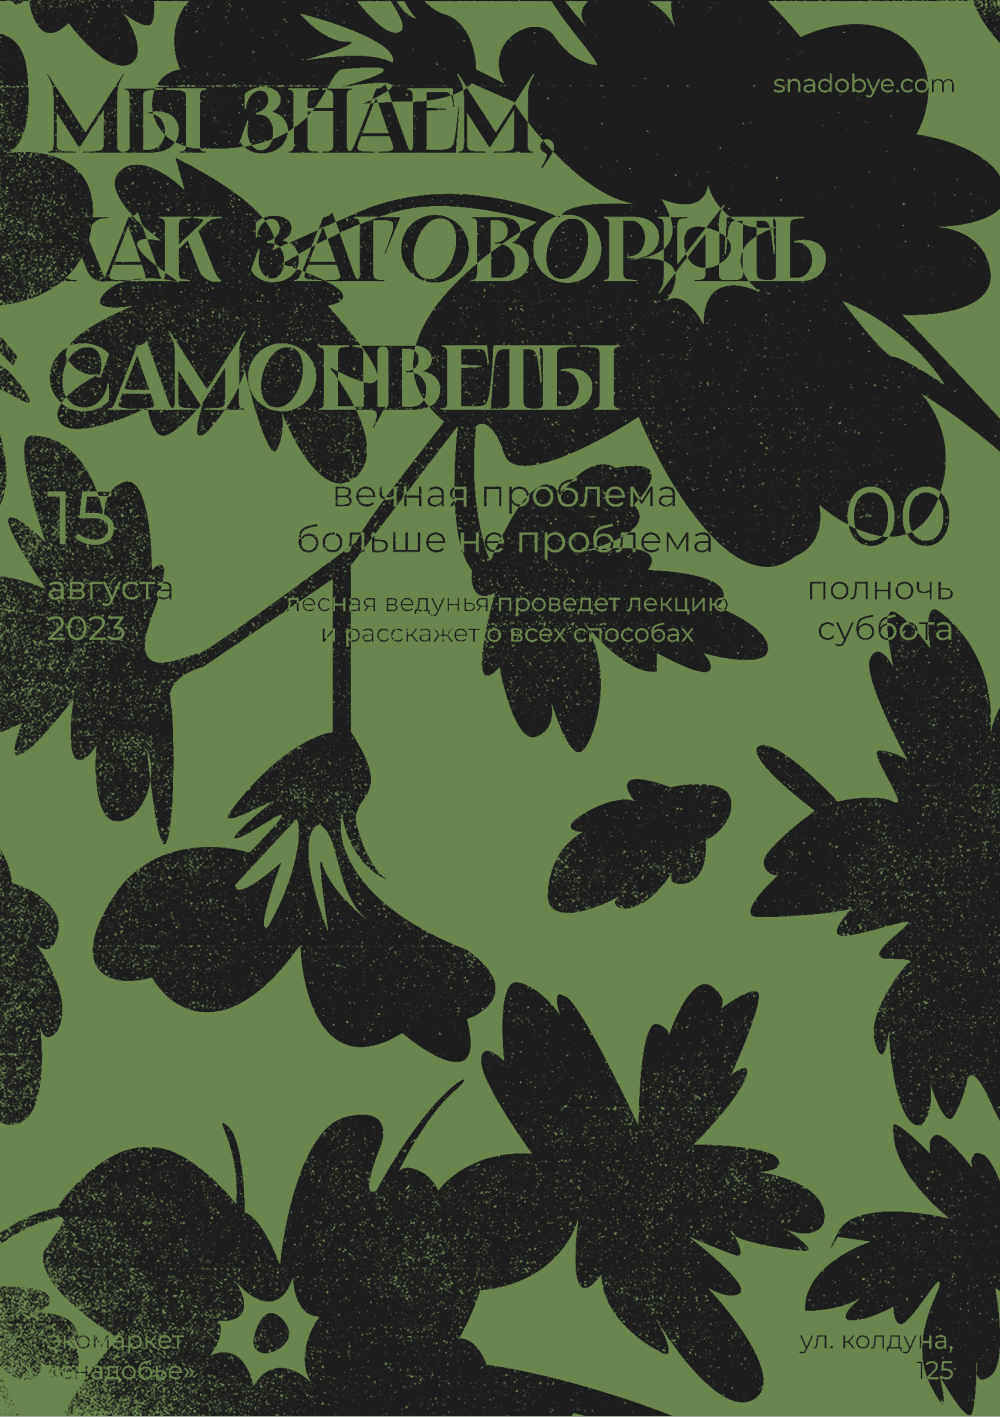 МЫ ЗНАЕМ,
КАК ЗАГОВОРИТЬ
САМОЦВЕТЫ
snadobye.com
15
августа
2023
вечная проблема
больше не проблема
лесная ведунья проведет лекцию
и расскажет о всех способах
00
полночь
суббота
экомаркет
«снадобье»
ул. колдуна,
125